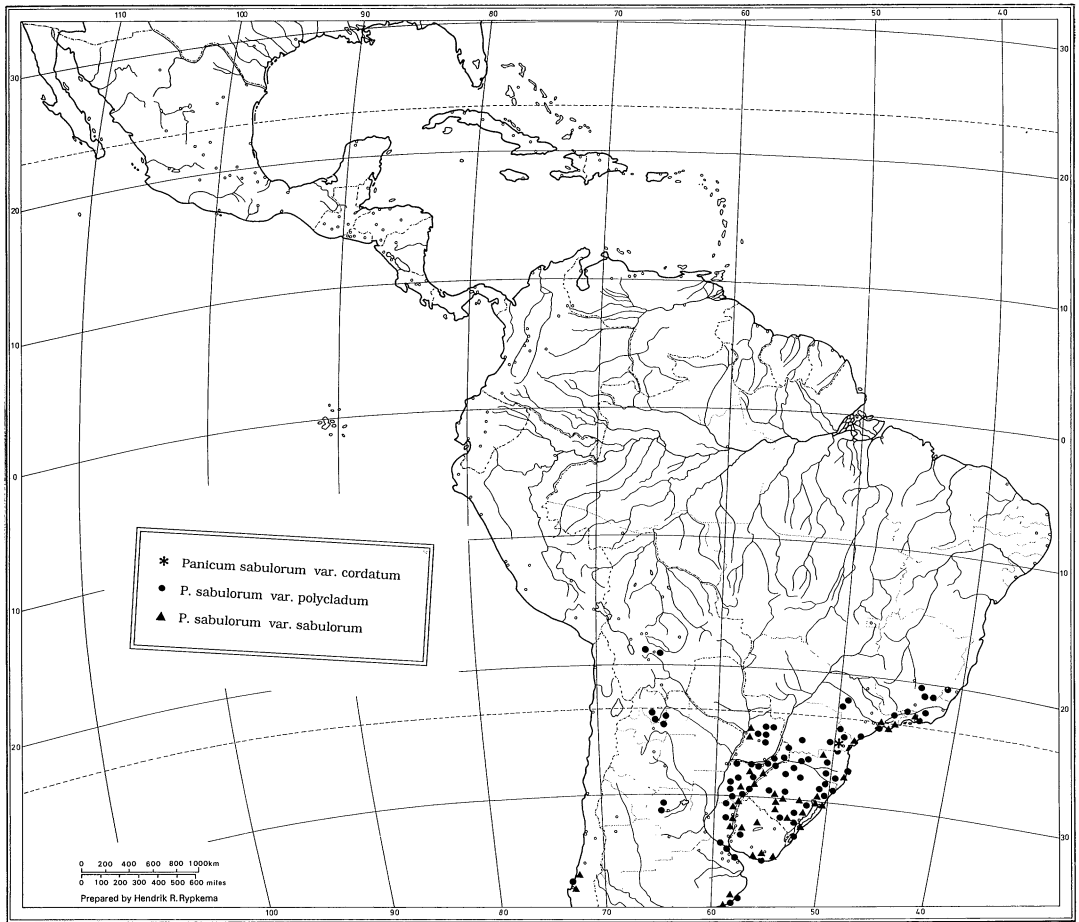 110 100 90 80 70 60 50 40
30 30
20 20
10 10
0 0
* Panicum sabulorum var. cordatum
● P. sabulorum var. polycladum
▲ P. sabulorum var. sabulorum
10 10
20 20
30
0 200 400 600 800 1000km
0 100 200 300 400 500 600 miles
Prepared by Hendrik R. Rypkema
100 90 80 70 60 50 40